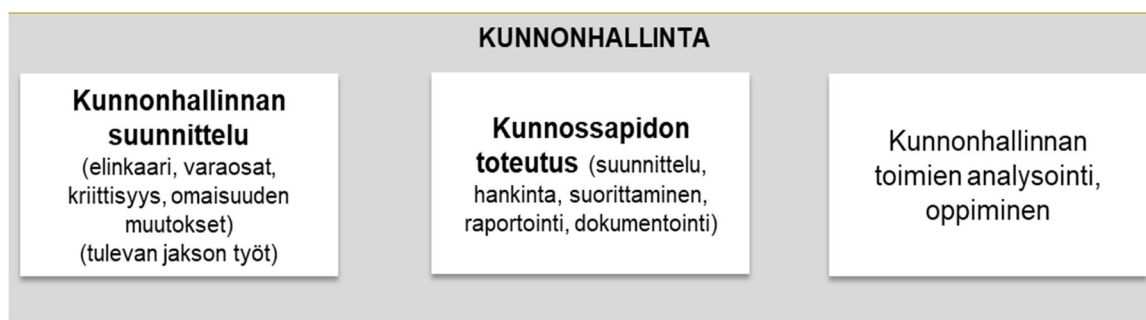 KUNNONHALLINTA
Kunnonhallinnan
suunnittelu
(elinkaari, varaosat,
kriittisyys, omaisuuden
muutokset)
(tulevan jakson työt)
Kunnossapidon
toteutus (suunnittelu,
hankinta, suorittaminen,
raportointi, dokumentointi)
Kunnonhallinnan
toimien analysointi,
oppiminen